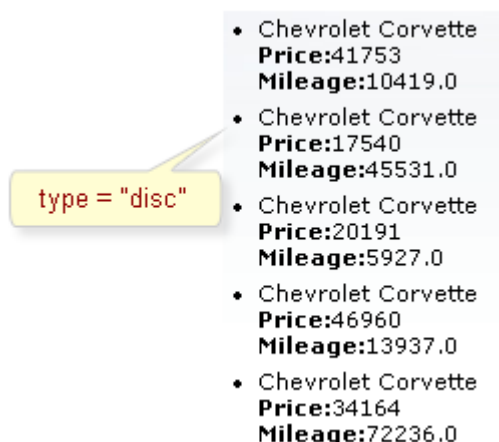 Chevrolet Corvette
Price:41753
Mileage:10419.0
Chevrolet Corvette
Price:17540
Mileage:45531.0
type = "disc"
Chevrolet Corvette
Price:20191
Mileage:5927.0
Chevrolet Corvette
Price:46960
Mileage:13937.0
Chevrolet Corvette
Price:34164
Mileage:72236.0